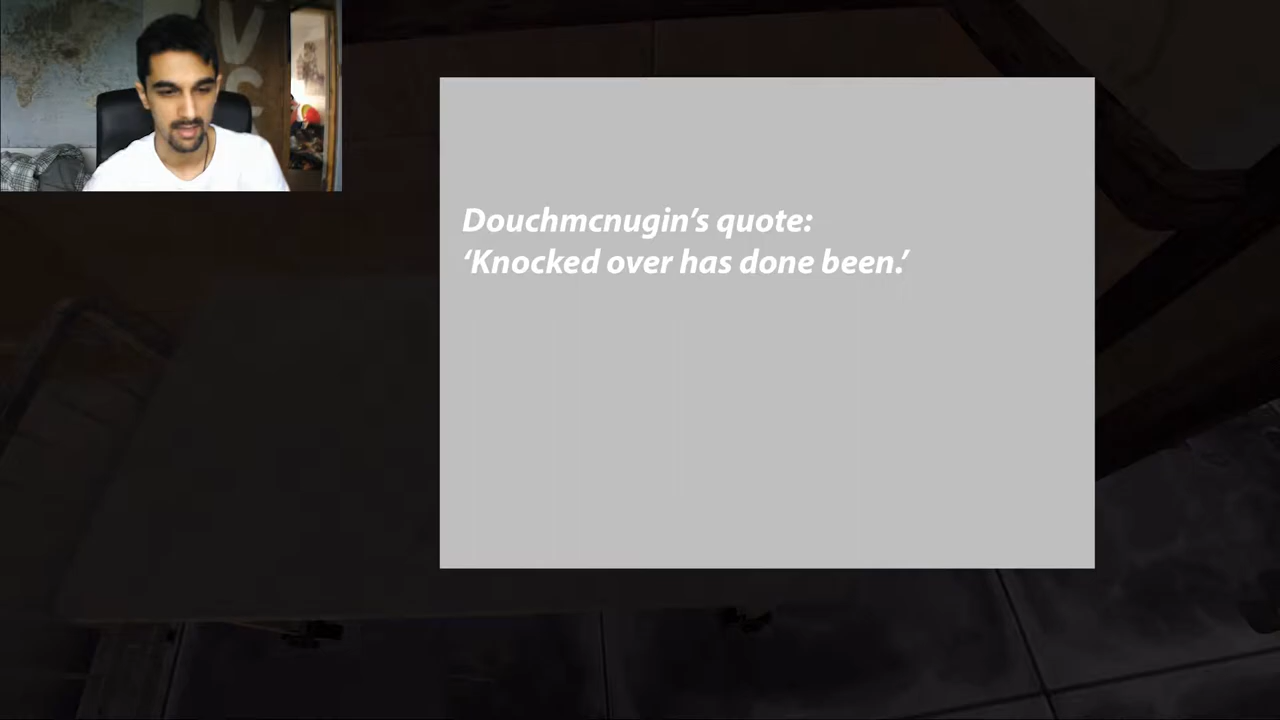 Douchmcnugin’s quote:
‘Knocked over has done been.’